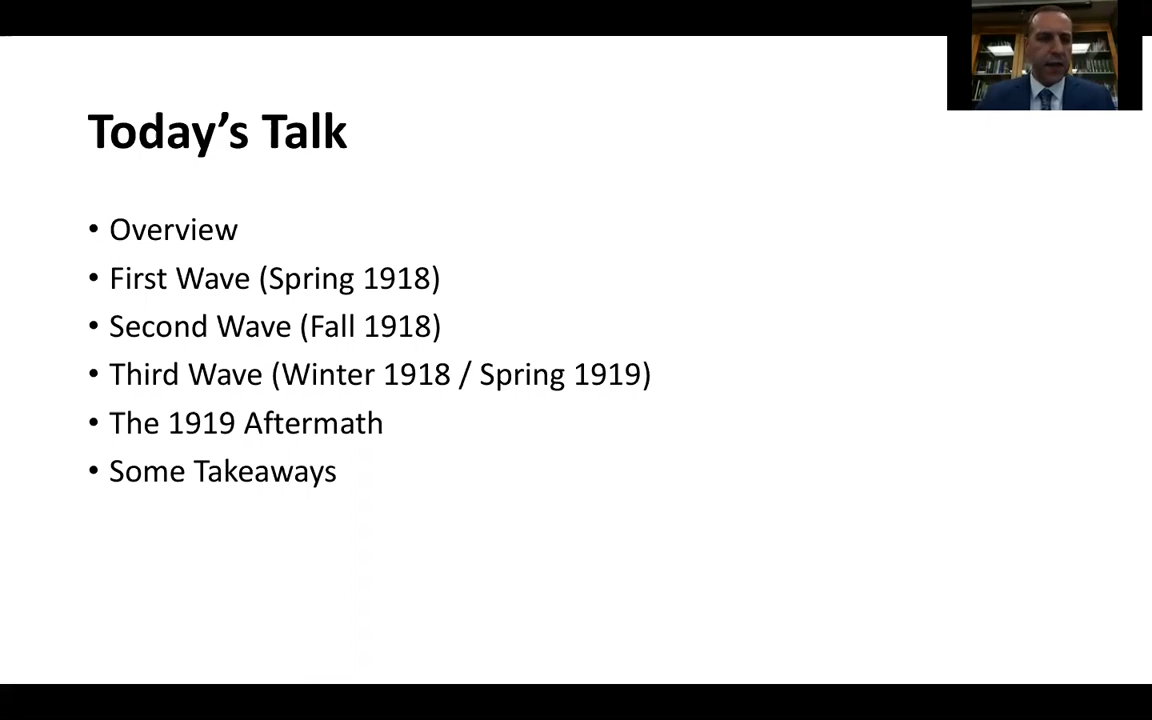 Today’s Talk
• Overview
• First Wave (Spring 1918)
• Second Wave (Fall 1918)
• Third Wave (Winter 1918 / Spring 1919)
• The 1919 Aftermath
• Some Takeaways